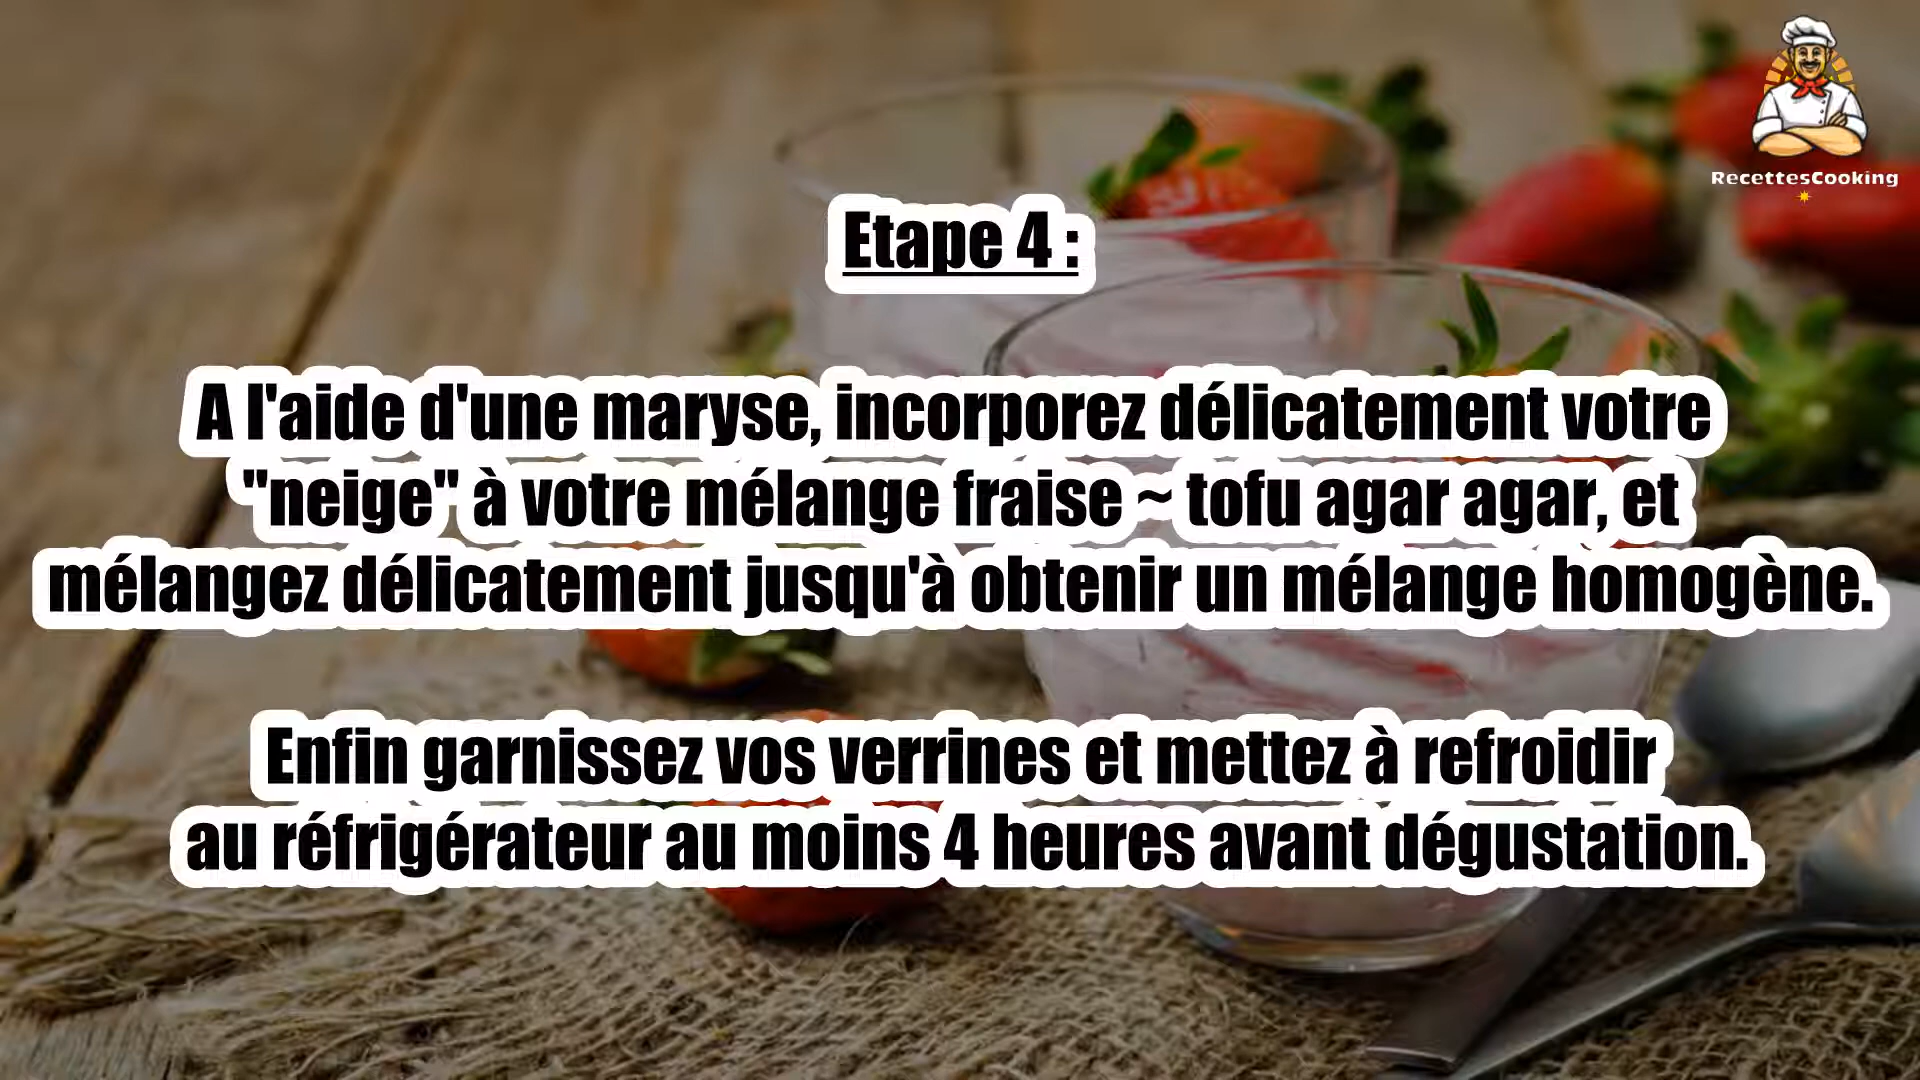 RecettesCooking
Etape 4 :
A l'aide d'une maryse, incorporez délicatement votre
"neige" à votre mélange fraise ~ tofu agar agar, et
mélangez délicatement jusqu'à obtenir un mélange homogène.
Enfin garnissez vos verrines et mettez à refroidir
au réfrigérateur au moins 4 heures avant dégustation.